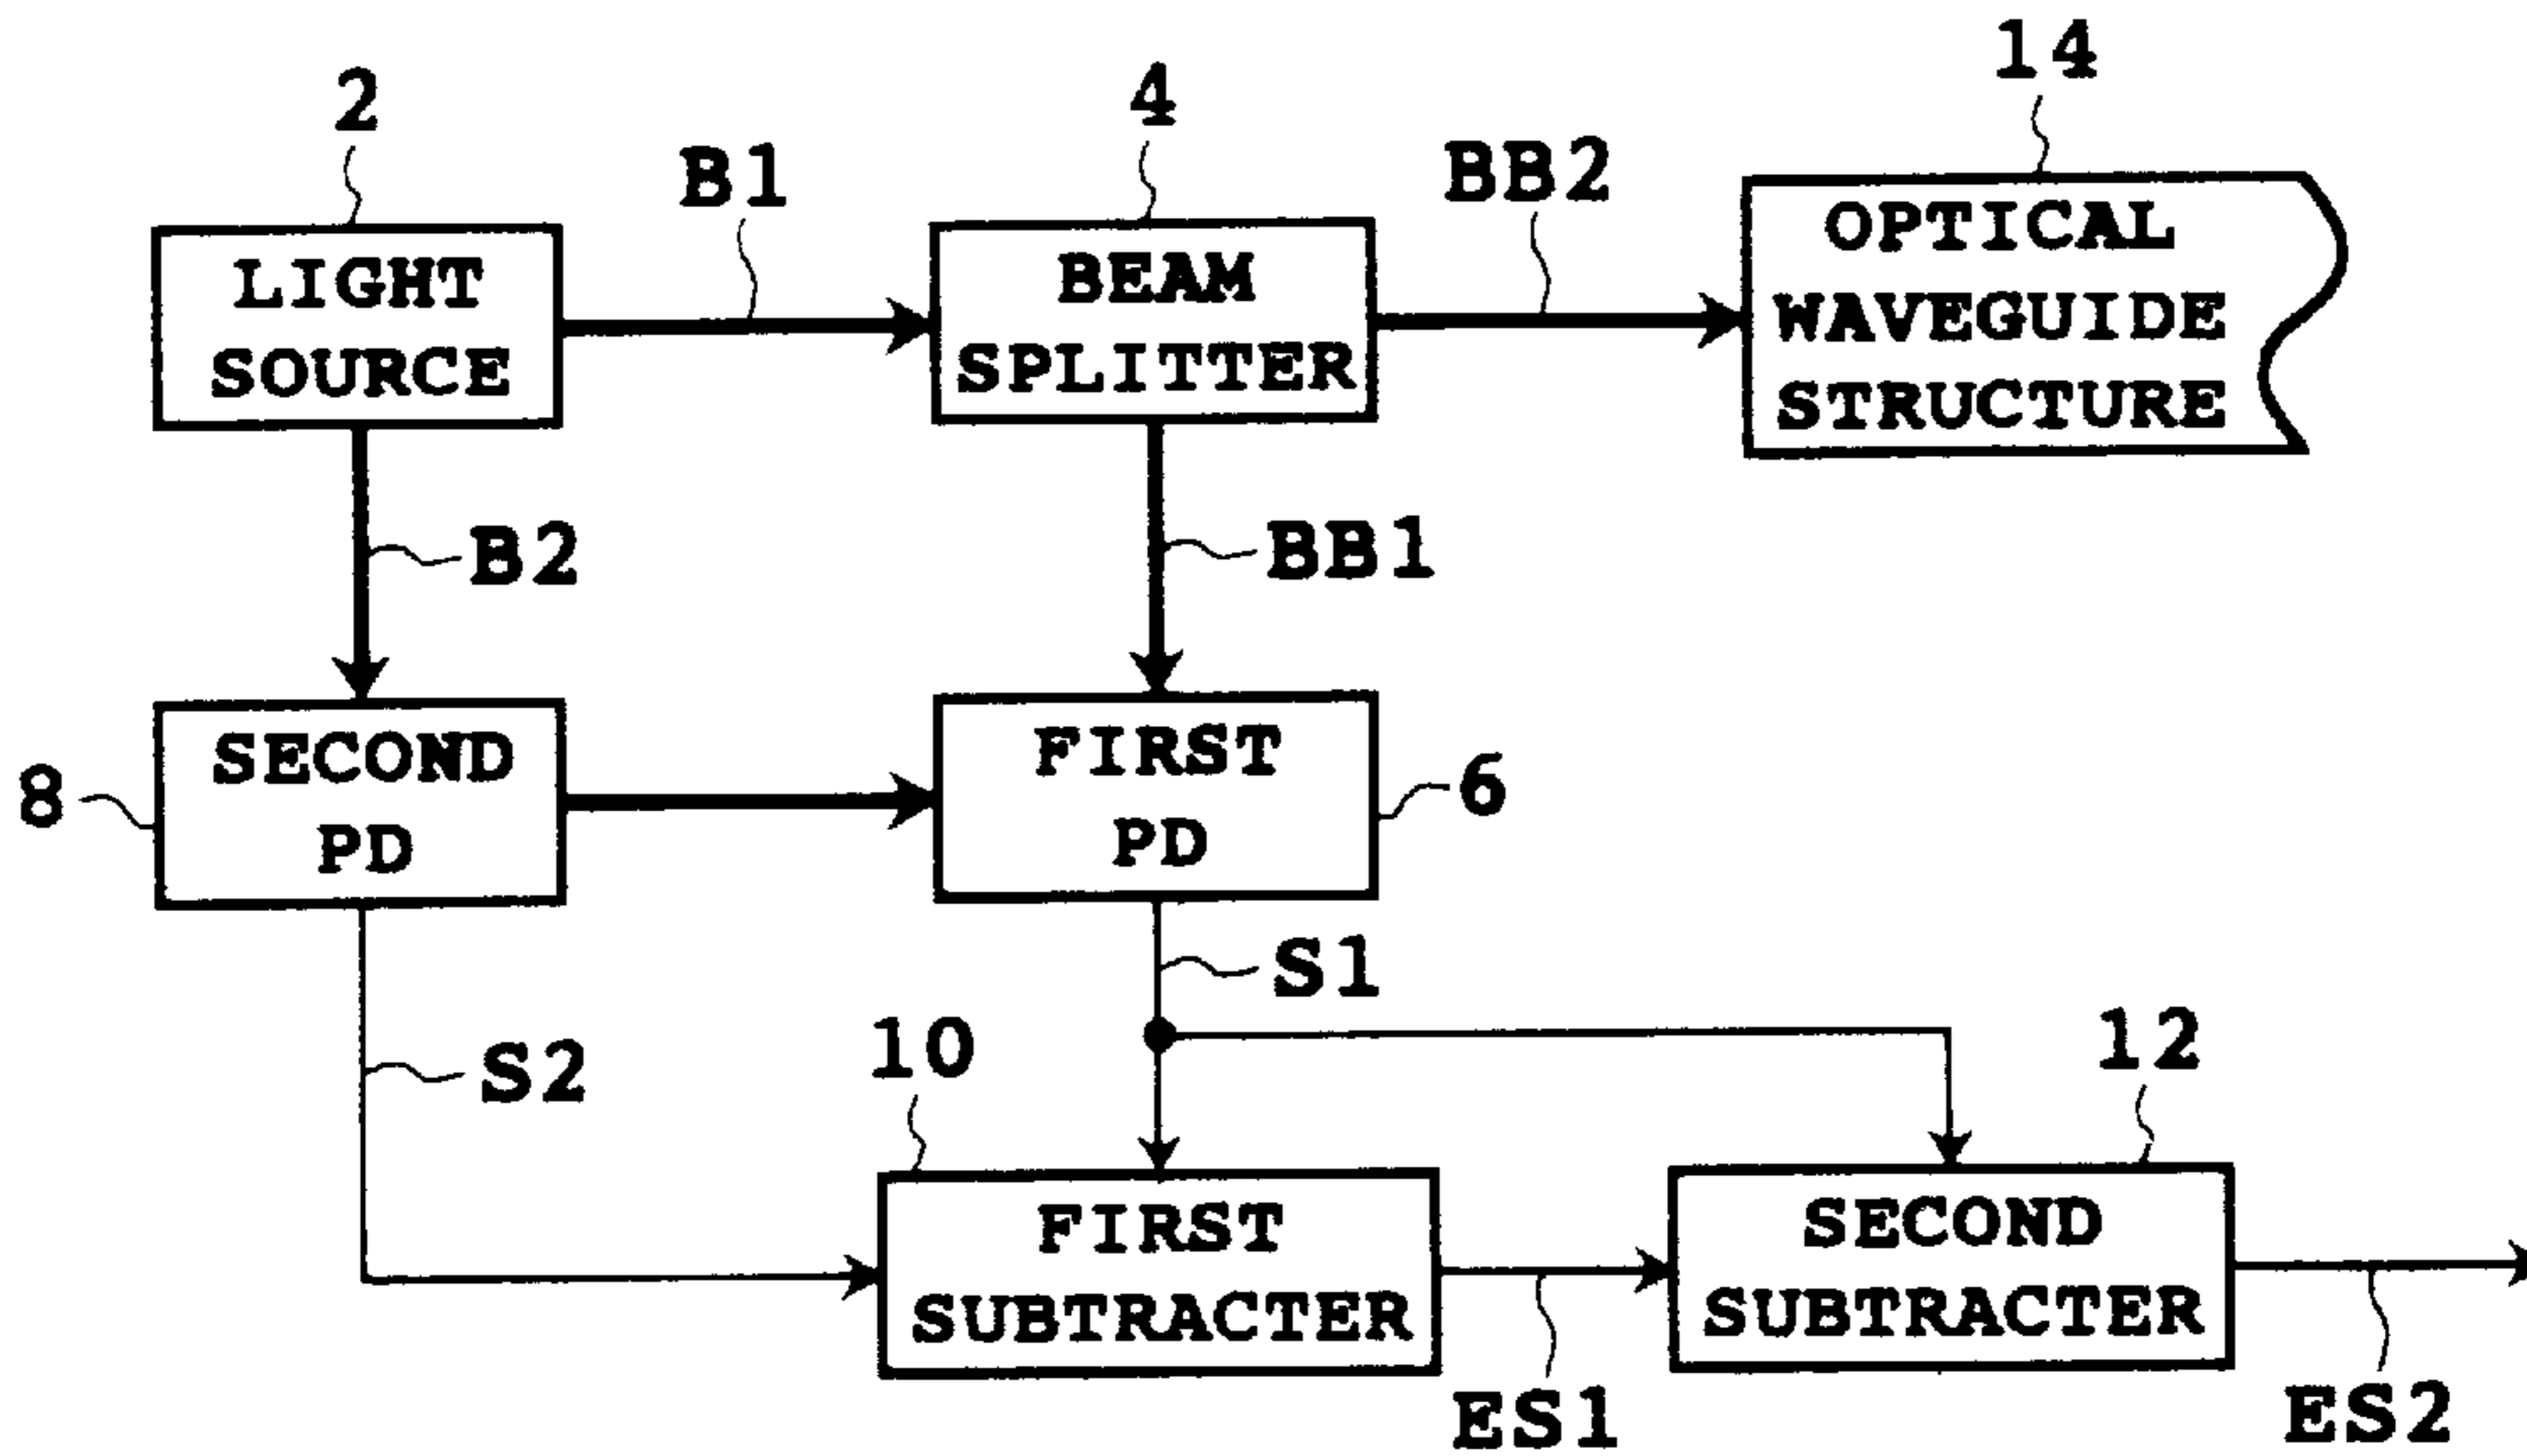 14
2
4
B1
BB2
LIGHT
SOURCE
BEAM
SPLITTER
OPTICAL
WAVEGUIDE
STRUCTURE
B2
BB1
8
SECOND
PD
FIRST
PD
6
S1
S2
10
12
FIRST
SUBTRACTER
SECOND
SUBTRACTER
ES1
ES2